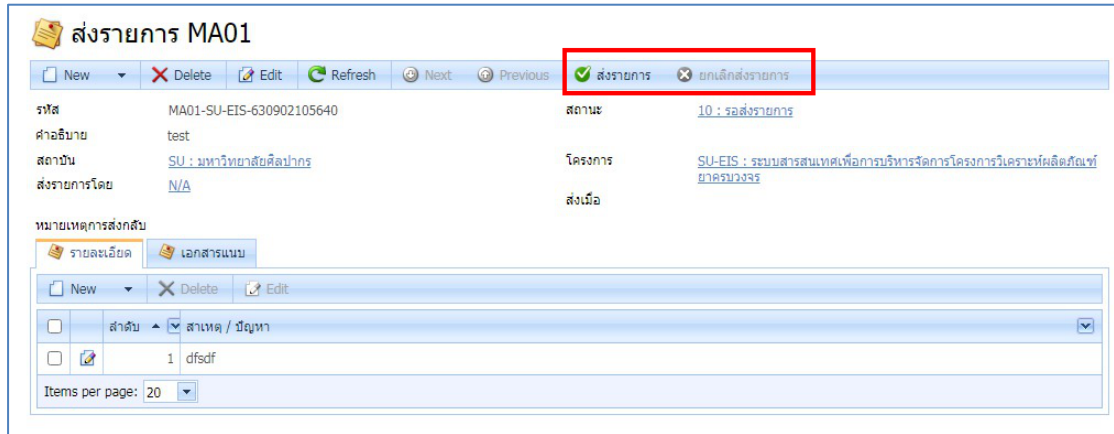 ส่งรายการ MA01
New Delete Edit Refresh Next Previous ส่งรายการ ยกเลิกส่งรายการ
รหัส MA01-SU-EIS-630902105640 สถานะ 10 : รอส่งรายการ
คำอธิบาย test
สถาบัน SU : มหาวิทยาลัยศิลปากร โครงการ SU-EIS : ระบบสารสนเทศเพื่อการบริหารจัดการโครงการวิเคราะห์ผลิตภัณฑ์
ยาครบวงจร
ส่งรายการโดย N/A
ส่งเมื่อ
หมายเหตุการส่งกลับ
รายละเอียด เอกสารแนบ
New Delete Edit
ลำดับ สาเหตุ / ปัญหา
1 dfsdf
Items per page: 20